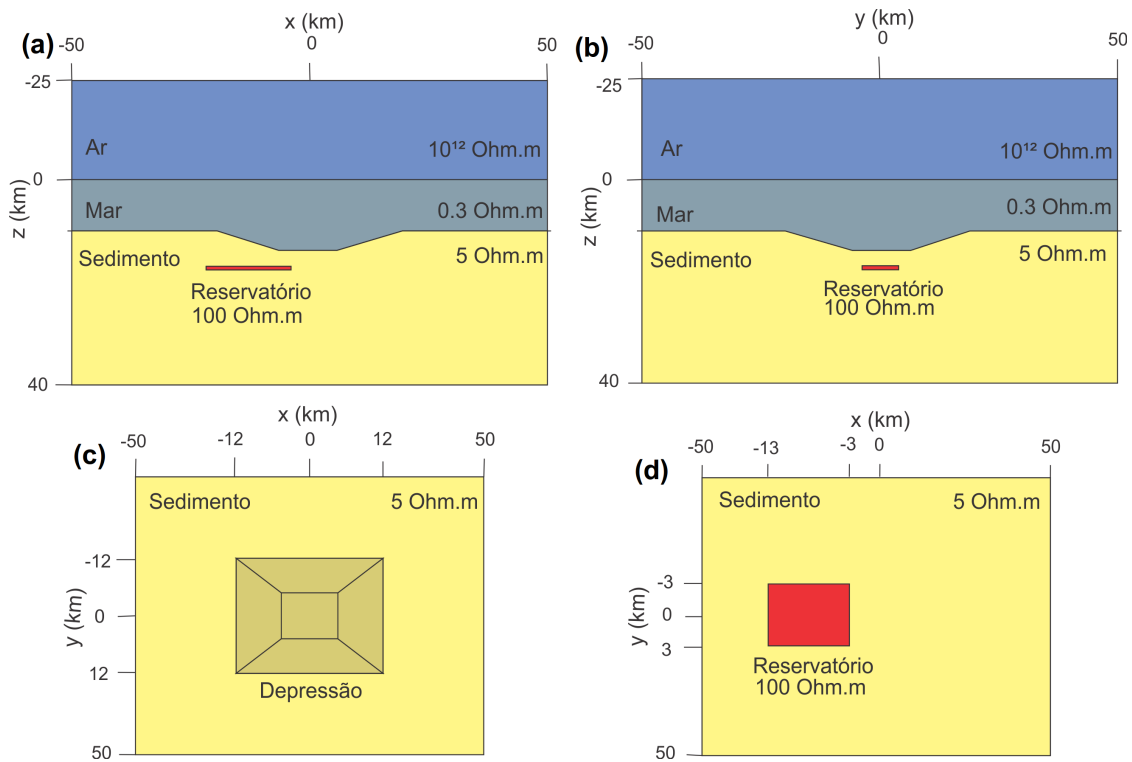 (a)
x (km)
-50 0 50
-25
Ar 10¹² Ohm.m
0
z (km)
Mar 0.3 Ohm.m
Sedimento 5 Ohm.m
Reservatório
100 Ohm.m
40
(b)
y (km)
-50 0 50
-25
Ar 10¹² Ohm.m
0
z (km)
Mar 0.3 Ohm.m
Sedimento 5 Ohm.m
Reservatório
100 Ohm.m
40
(c)
x (km)
-50 -12 0 12 50
Sedimento 5 Ohm.m
-12
y (km)
0
12
Depressão
50
(d)
x (km)
-50 -13 -3 0 50
Sedimento 5 Ohm.m
-3
y (km)
0
3
Reservatório
100 Ohm.m
50